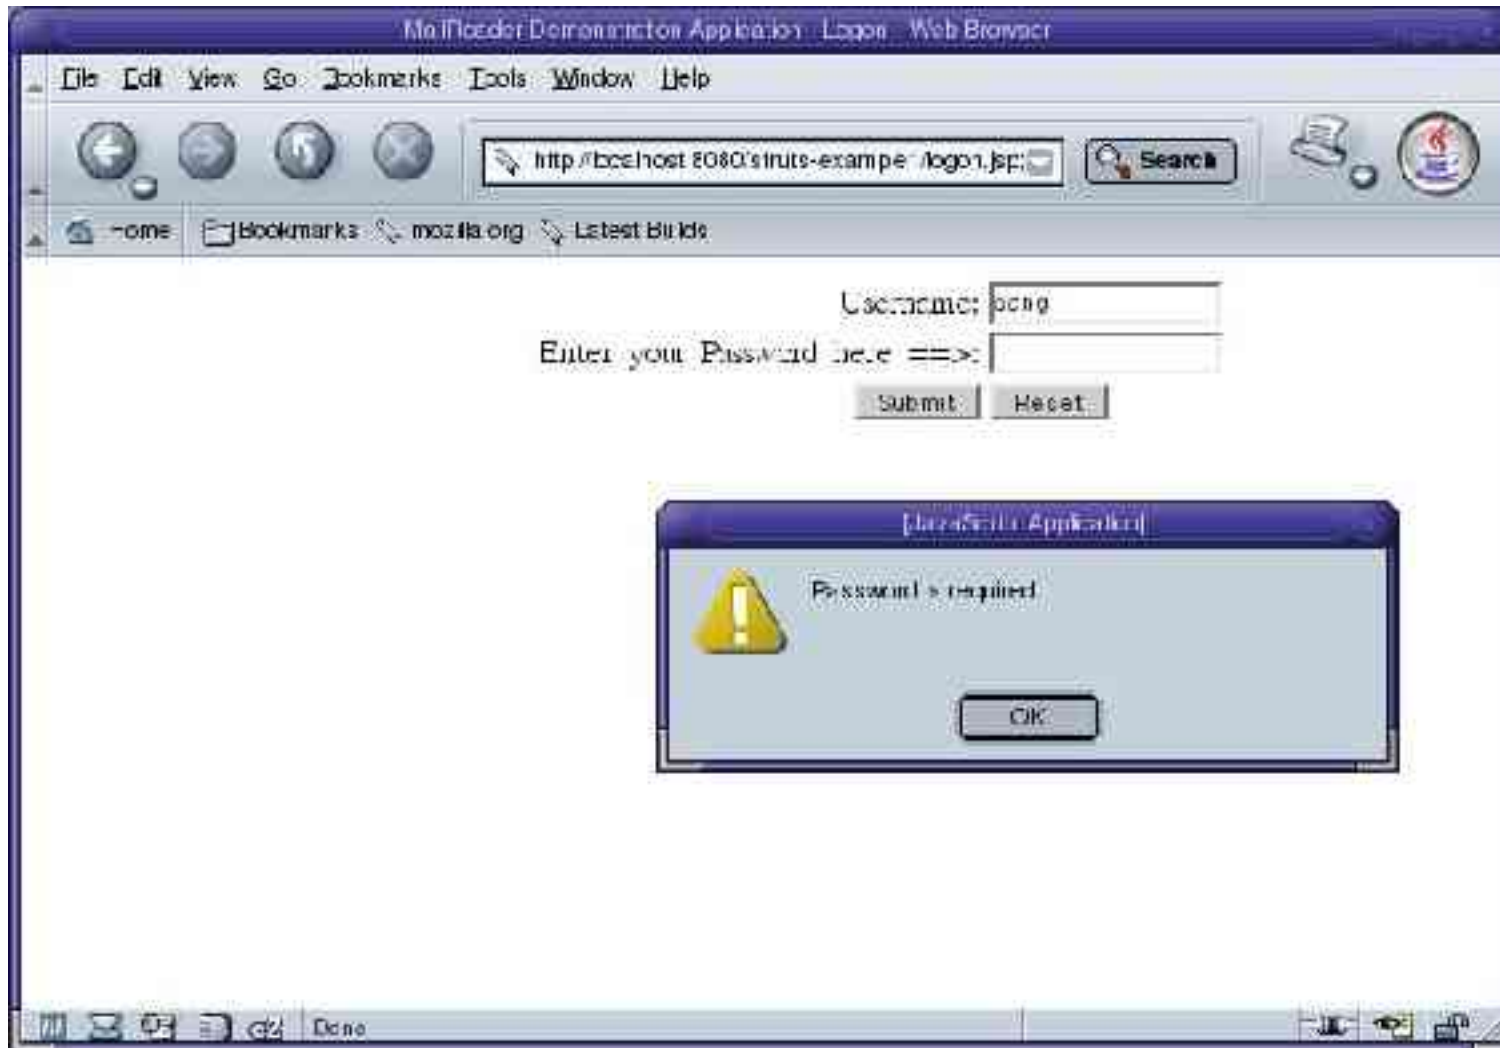 MailReader Demonstration Application Logon Web Browser
File Edit View Go Bookmarks Tools Window Help
http://localhost:8080/struts-example1/logon.jsp; Search
Home Bookmarks mozilla.org Latest Builds
Username:
Enter your Password here ==>:
Submit Reset
[JavaScript Application]
Password is required.
OK
Done